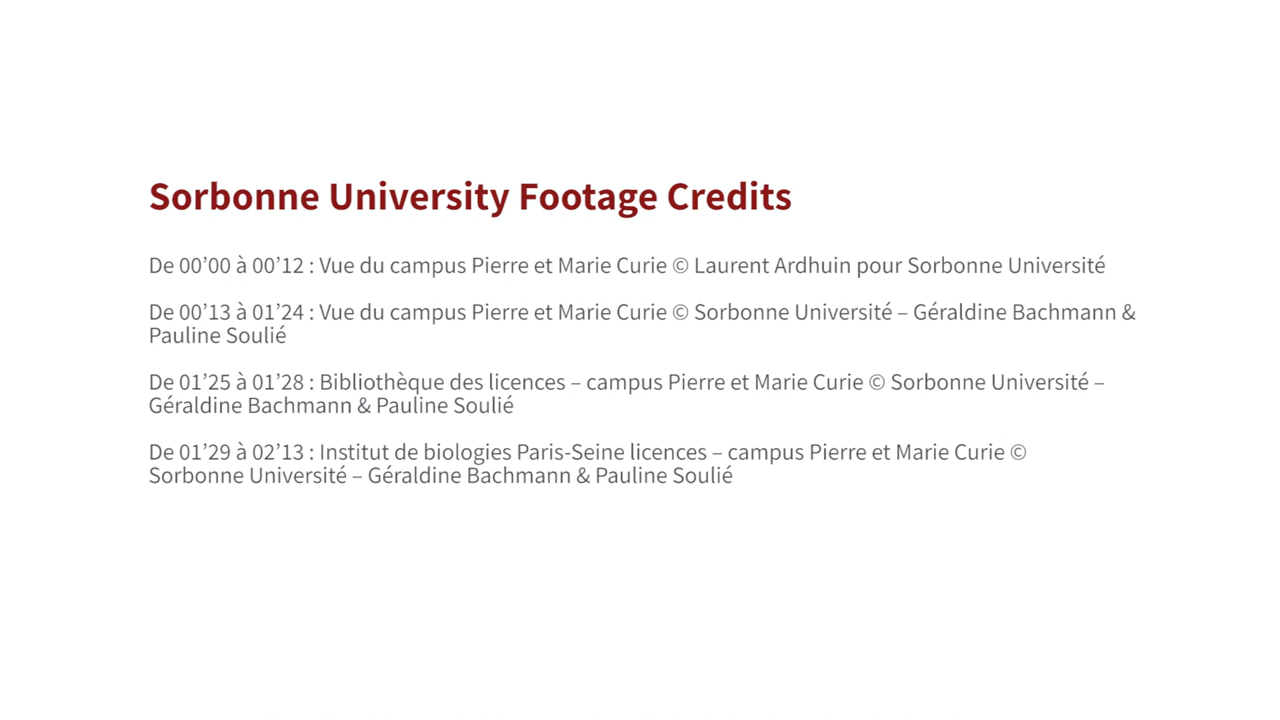 Sorbonne University Footage Credits
De 00’00 à 00’12 : Vue du campus Pierre et Marie Curie © Laurent Ardhuin pour Sorbonne Université
De 00’13 à 01’24 : Vue du campus Pierre et Marie Curie © Sorbonne Université – Géraldine Bachmann &
Pauline Soulié
De 01’25 à 01’28 : Bibliothèque des licences – campus Pierre et Marie Curie © Sorbonne Université –
Géraldine Bachmann & Pauline Soulié
De 01’29 à 02’13 : Institut de biologies Paris-Seine licences – campus Pierre et Marie Curie ©
Sorbonne Université – Géraldine Bachmann & Pauline Soulié